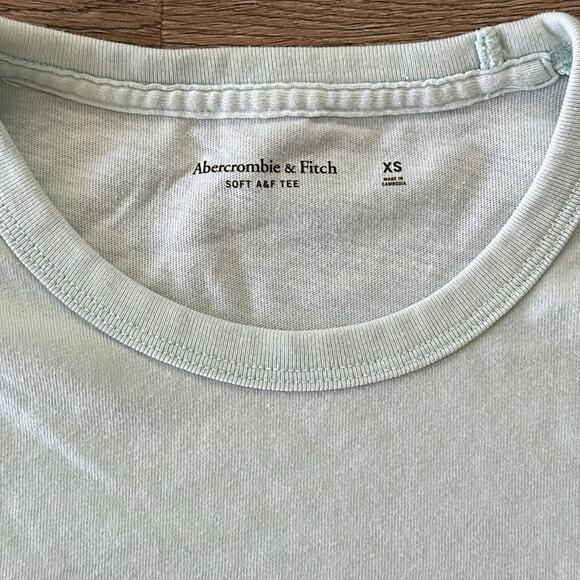 Abercrombie & Fitch
SOFT A&F TEE
XS
MADE IN
CAMBODIA